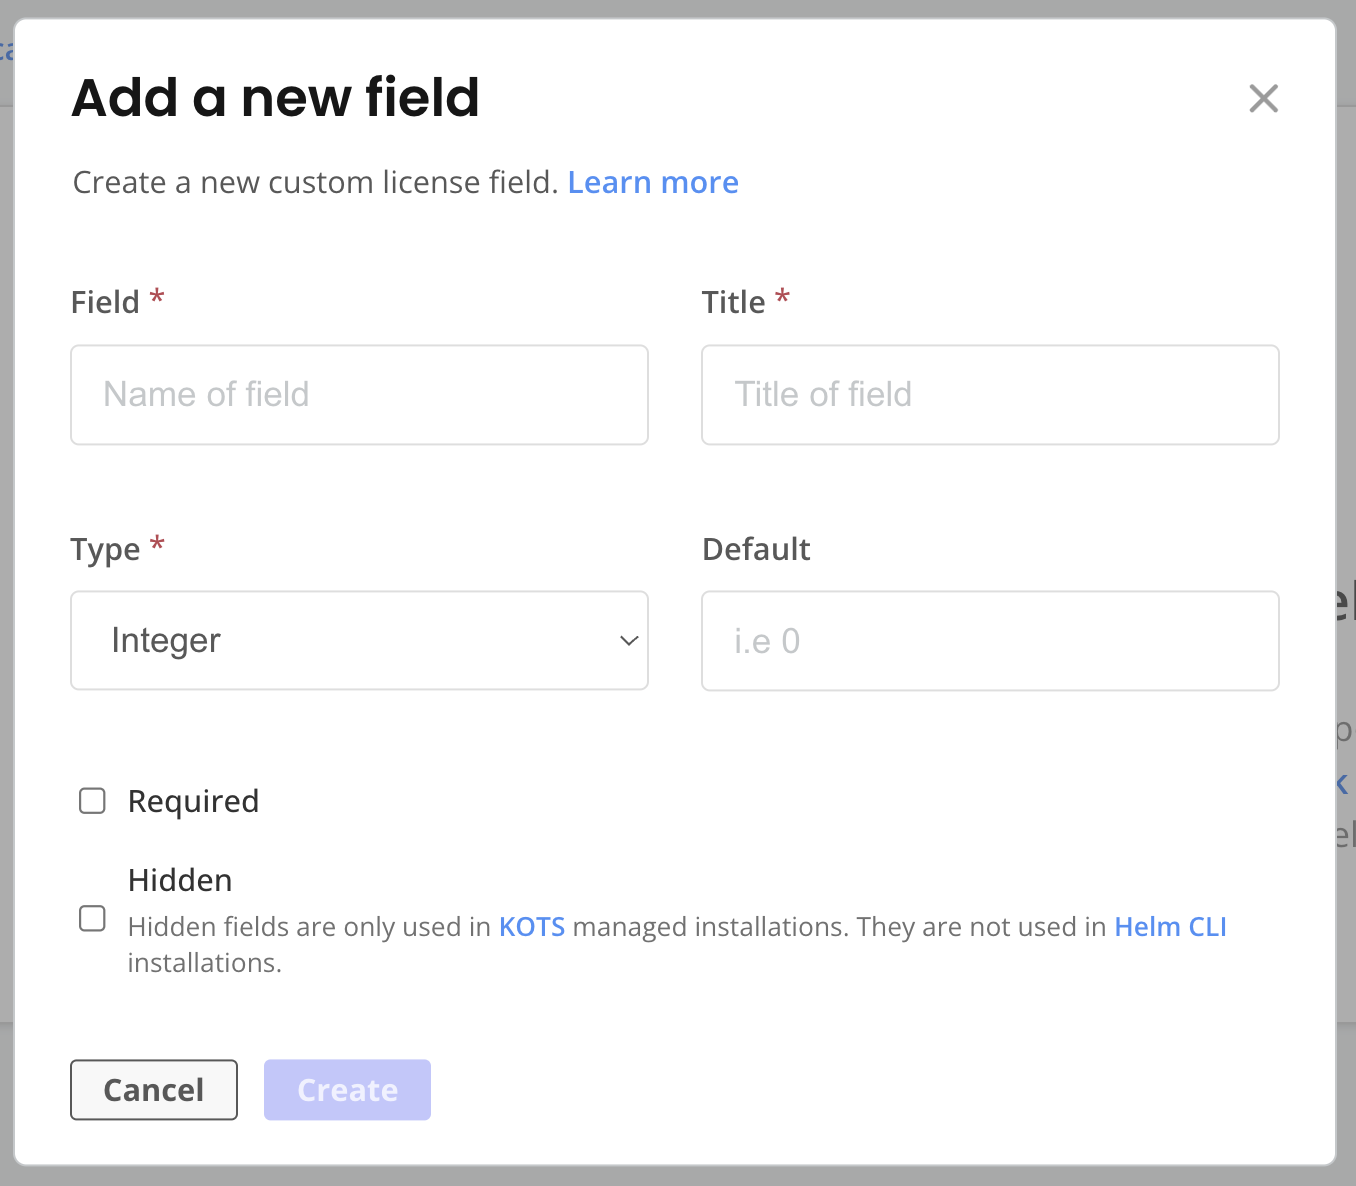 Add a new field
Create a new custom license field. Learn more
Field *
Title *
Name of field
Title of field
Type *
Default
Integer
i.e 0
Required
Hidden
Hidden fields are only used in KOTS managed installations. They are not used in Helm CLI
installations.
Cancel
Create